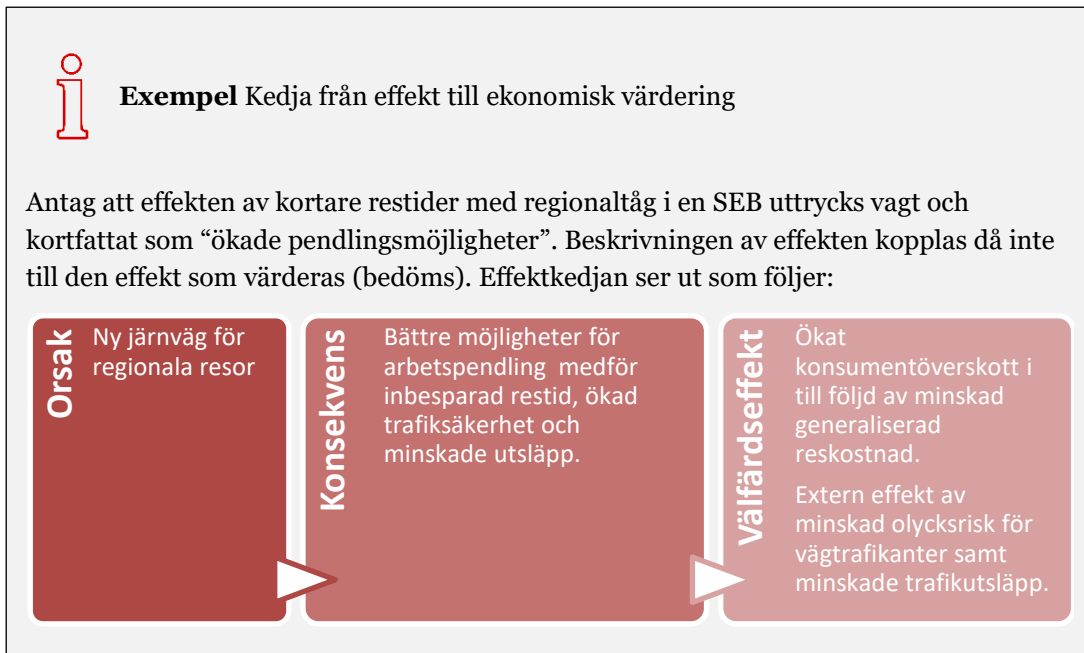 Exempel Kedja från effekt till ekonomisk värdering
Antag att effekten av kortare restider med regionaltåg i en SEB uttrycks vagt och
kortfattat som “ökade pendlingsmöjligheter”. Beskrivningen av effekten kopplas då inte
till den effekt som värderas (bedöms). Effektkedjan ser ut som följer:
Orsak
Ny järnväg för
regionala resor
Konsekvens
Bättre möjligheter för
arbetspendling medför
inbesparad restid, ökad
trafiksäkerhet och
minskade utsläpp.
Välfärdseffekt
Ökat
konsumentöverskott i
till följd av minskad
generaliserad
reskostnad.
Extern effekt av
minskad olycksrisk för
vägtrafikanter samt
minskade trafikutsläpp.